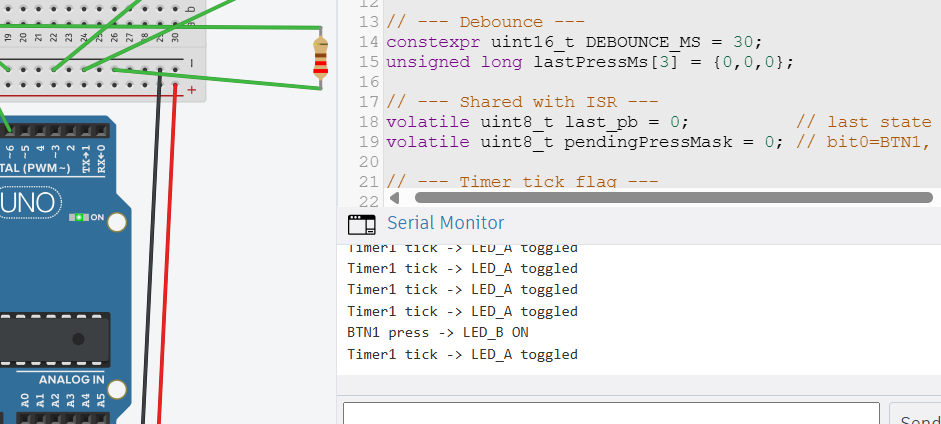 b
a
19 20 21 22 23 24 25 26 27 28 29 30
−
+
~6
~5
4
~3
2
TX→1
RX←0
TAL (PWM~)
UNO
ON
ANALOG IN
A0
A1
A2
A3
A4
A5
12
13 // --- Debounce ---
14 constexpr uint16_t DEBOUNCE_MS = 30;
15 unsigned long lastPressMs[3] = {0,0,0};
16
17 // --- Shared with ISR ---
18 volatile uint8_t last_pb = 0; // last state
19 volatile uint8_t pendingPressMask = 0; // bit0=BTN1,
20
21 // --- Timer tick flag ---
22
Serial Monitor
Timer1 tick -> LED_A toggled
Timer1 tick -> LED_A toggled
Timer1 tick -> LED_A toggled
Timer1 tick -> LED_A toggled
BTN1 press -> LED_B ON
Timer1 tick -> LED_A toggled
Send